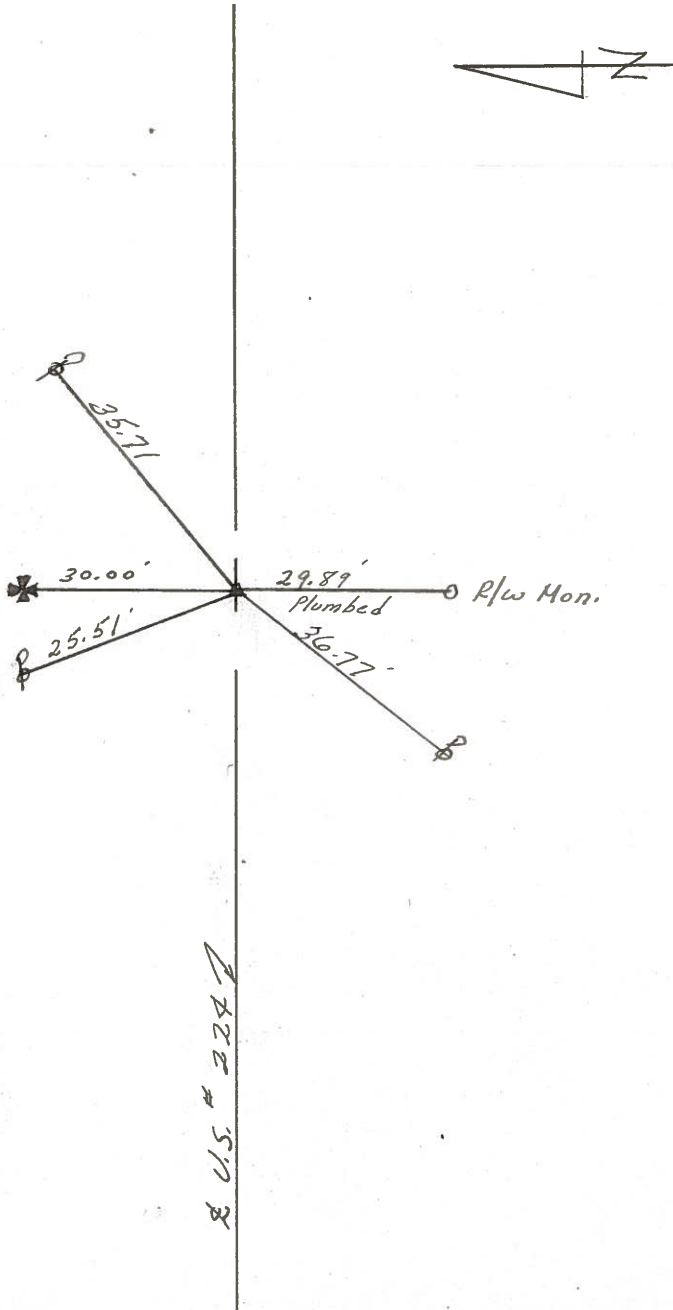 N
35.71
30.00'
29.89'
Plumbed
R/W Mon.
25.51'
36.77'
℄ U.S. # 224